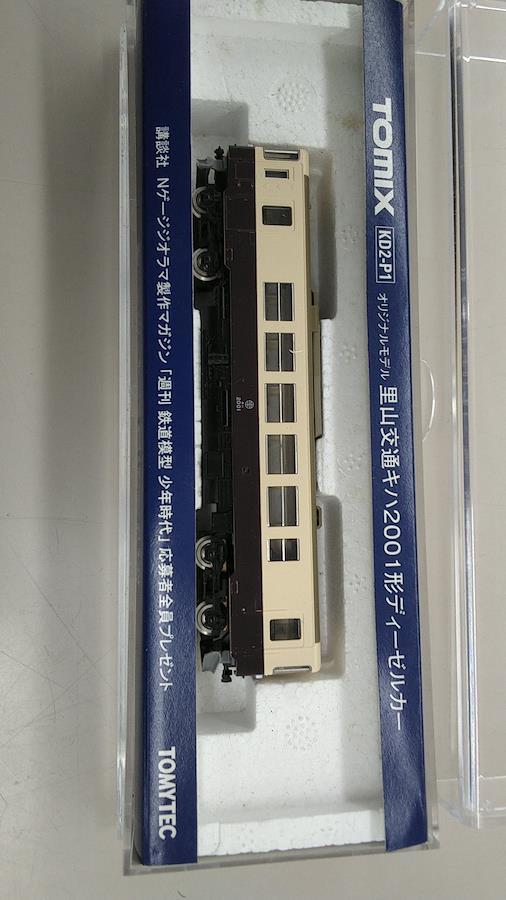 TOMIX KD2-P1 オリジナルモデル 里山交通キハ2001形ディーゼルカー
2001
講談社 Nゲージジオラマ製作マガジン「週刊 鉄道模型 少年時代」応募者全員プレゼント TOMYTEC